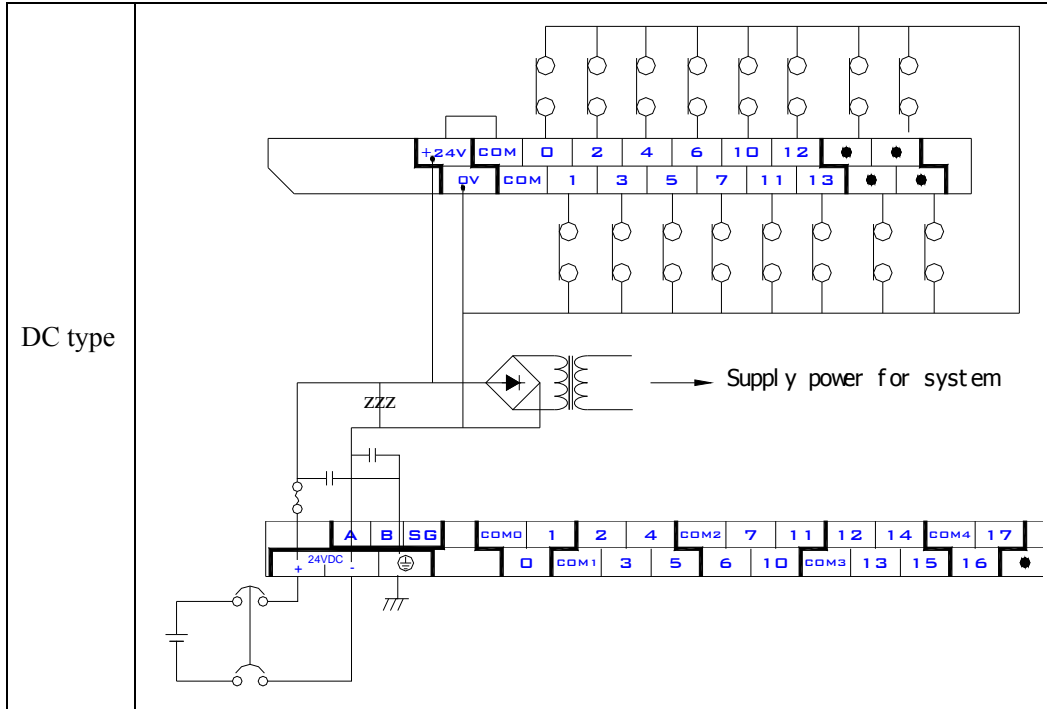 DC type
+24V COM 0 2 4 6 10 12 ● ●
0V COM 1 3 5 7 11 13 ● ●
Supply power for system
zzz
A B SG COM0 1 2 4 COM2 7 11 12 14 COM4 17
+ 24VDC - 0 COM1 3 5 6 10 COM3 13 15 16 ●